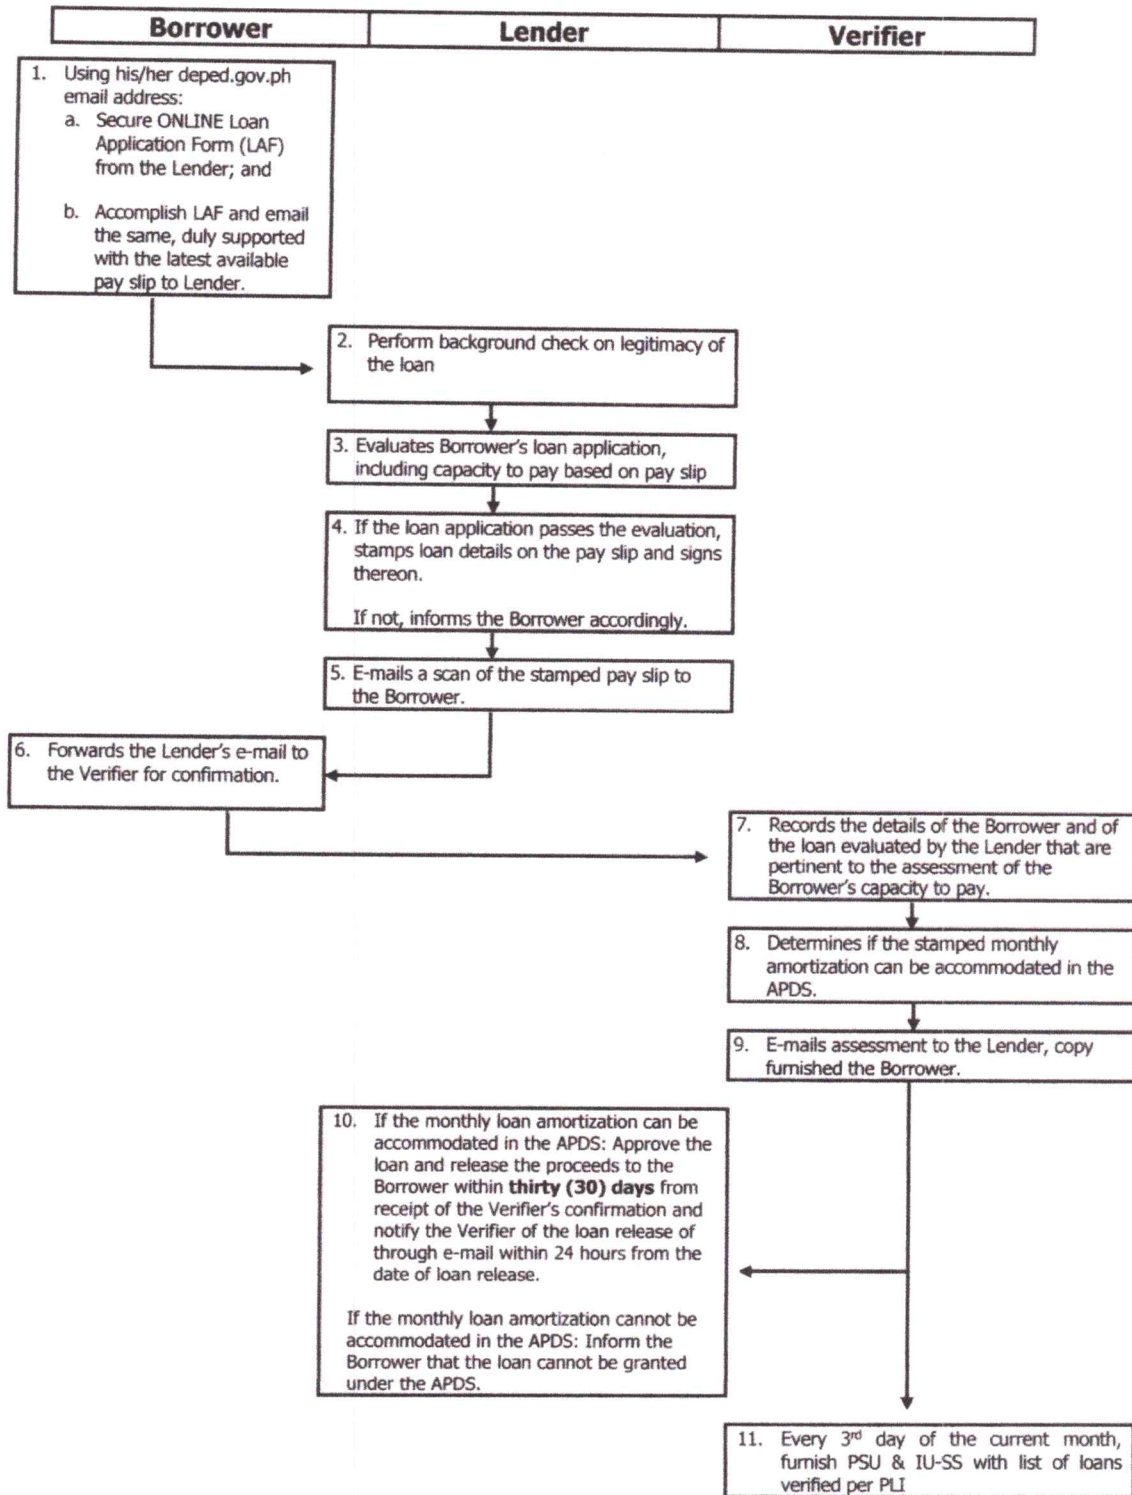 Borrower Lender Verifier
1. Using his/her deped.gov.ph
email address:
a. Secure ONLINE Loan
Application Form (LAF)
from the Lender; and
b. Accomplish LAF and email
the same, duly supported
with the latest available
pay slip to Lender.
2. Perform background check on legitimacy of
the loan
3. Evaluates Borrower's loan application,
including capacity to pay based on pay slip
4. If the loan application passes the evaluation,
stamps loan details on the pay slip and signs
thereon.
If not, informs the Borrower accordingly.
5. E-mails a scan of the stamped pay slip to
the Borrower.
6. Forwards the Lender's e-mail to
the Verifier for confirmation.
7. Records the details of the Borrower and of
the loan evaluated by the Lender that are
pertinent to the assessment of the
Borrower's capacity to pay.
8. Determines if the stamped monthly
amortization can be accommodated in the
APDS.
9. E-mails assessment to the Lender, copy
furnished the Borrower.
10. If the monthly loan amortization can be
accommodated in the APDS: Approve the
loan and release the proceeds to the
Borrower within thirty (30) days from
receipt of the Verifier's confirmation and
notify the Verifier of the loan release of
through e-mail within 24 hours from the
date of loan release.
If the monthly loan amortization cannot be
accommodated in the APDS: Inform the
Borrower that the loan cannot be granted
under the APDS.
11. Every 3rd day of the current month,
furnish PSU & IU-SS with list of loans
verified per PLI